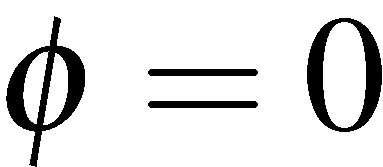 ϕ = 0